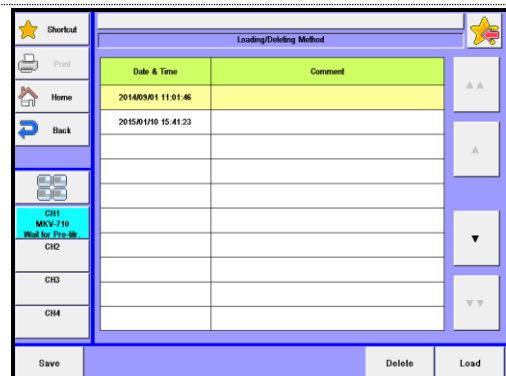 Shortcut
Loading/Deleting Method
Print
Home
Back
Date & Time
Comment
2014/09/01 11:01:46
2015/01/10 15:41:23
CH1
MKV-710
Wait for Pre-titr.
CH2
CH3
CH4
Save
Delete
Load